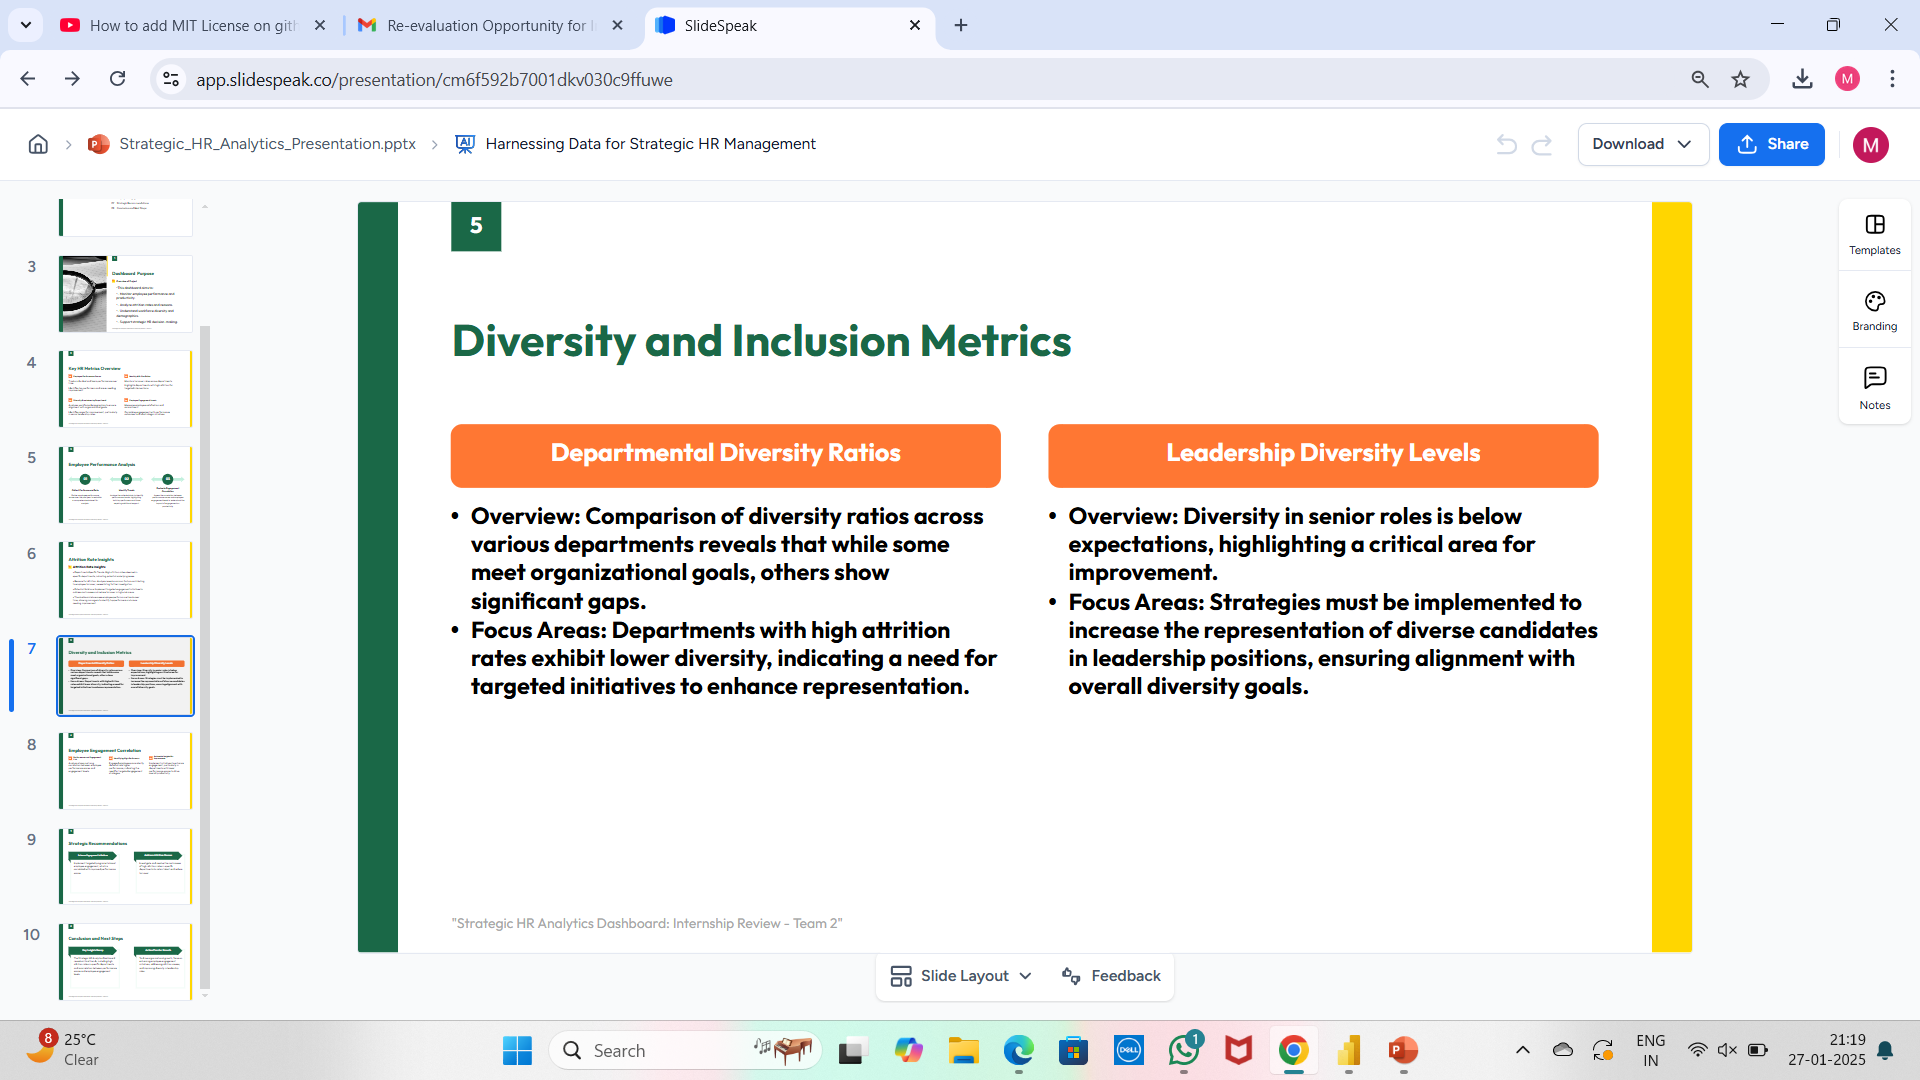 How to add MIT License on gith
Re-evaluation Opportunity for I
SlideSpeak
app.slidespeak.co/presentation/cm6f592b7001dkv030c9ffuwe
M
Strategic_HR_Analytics_Presentation.pptx
Harnessing Data for Strategic HR Management
Download
Share
M
3
Dashboard Purpose
4
Key HR Metrics Overview
5
Employee Performance Analysis
6
Attrition Rate Insights
7
Diversity and Inclusion Metrics
8
Employee Engagement Correlation
9
Strategic Recommendations
10
Conclusion and Next Steps
5
Diversity and Inclusion Metrics
Departmental Diversity Ratios
• Overview: Comparison of diversity ratios across
various departments reveals that while some
meet organizational goals, others show
significant gaps.
• Focus Areas: Departments with high attrition
rates exhibit lower diversity, indicating a need for
targeted initiatives to enhance representation.
Leadership Diversity Levels
• Overview: Diversity in senior roles is below
expectations, highlighting a critical area for
improvement.
• Focus Areas: Strategies must be implemented to
increase the representation of diverse candidates
in leadership positions, ensuring alignment with
overall diversity goals.
"Strategic HR Analytics Dashboard: Internship Review - Team 2"
Templates
Branding
Notes
Slide Layout
Feedback
8
25°C
Clear
Search
DELL
1
ENG
IN
21:19
27-01-2025